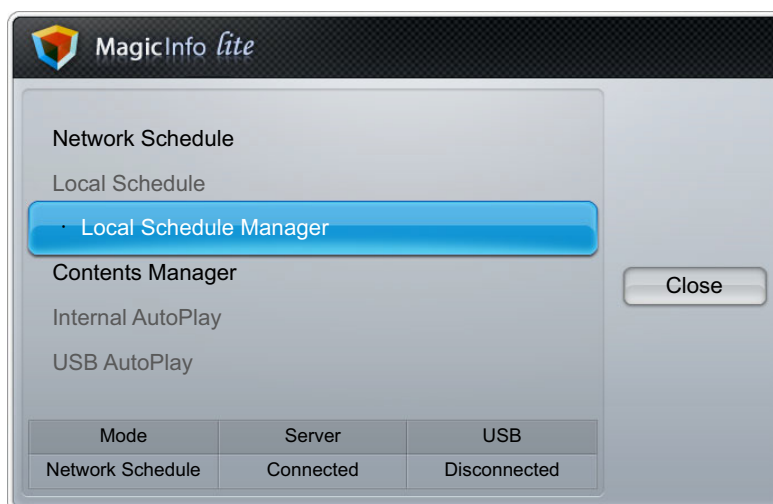 MagicInfo lite
Network Schedule
Local Schedule
· Local Schedule Manager
Contents Manager
Close
Internal AutoPlay
USB AutoPlay
Mode Server USB
Network Schedule Connected Disconnected